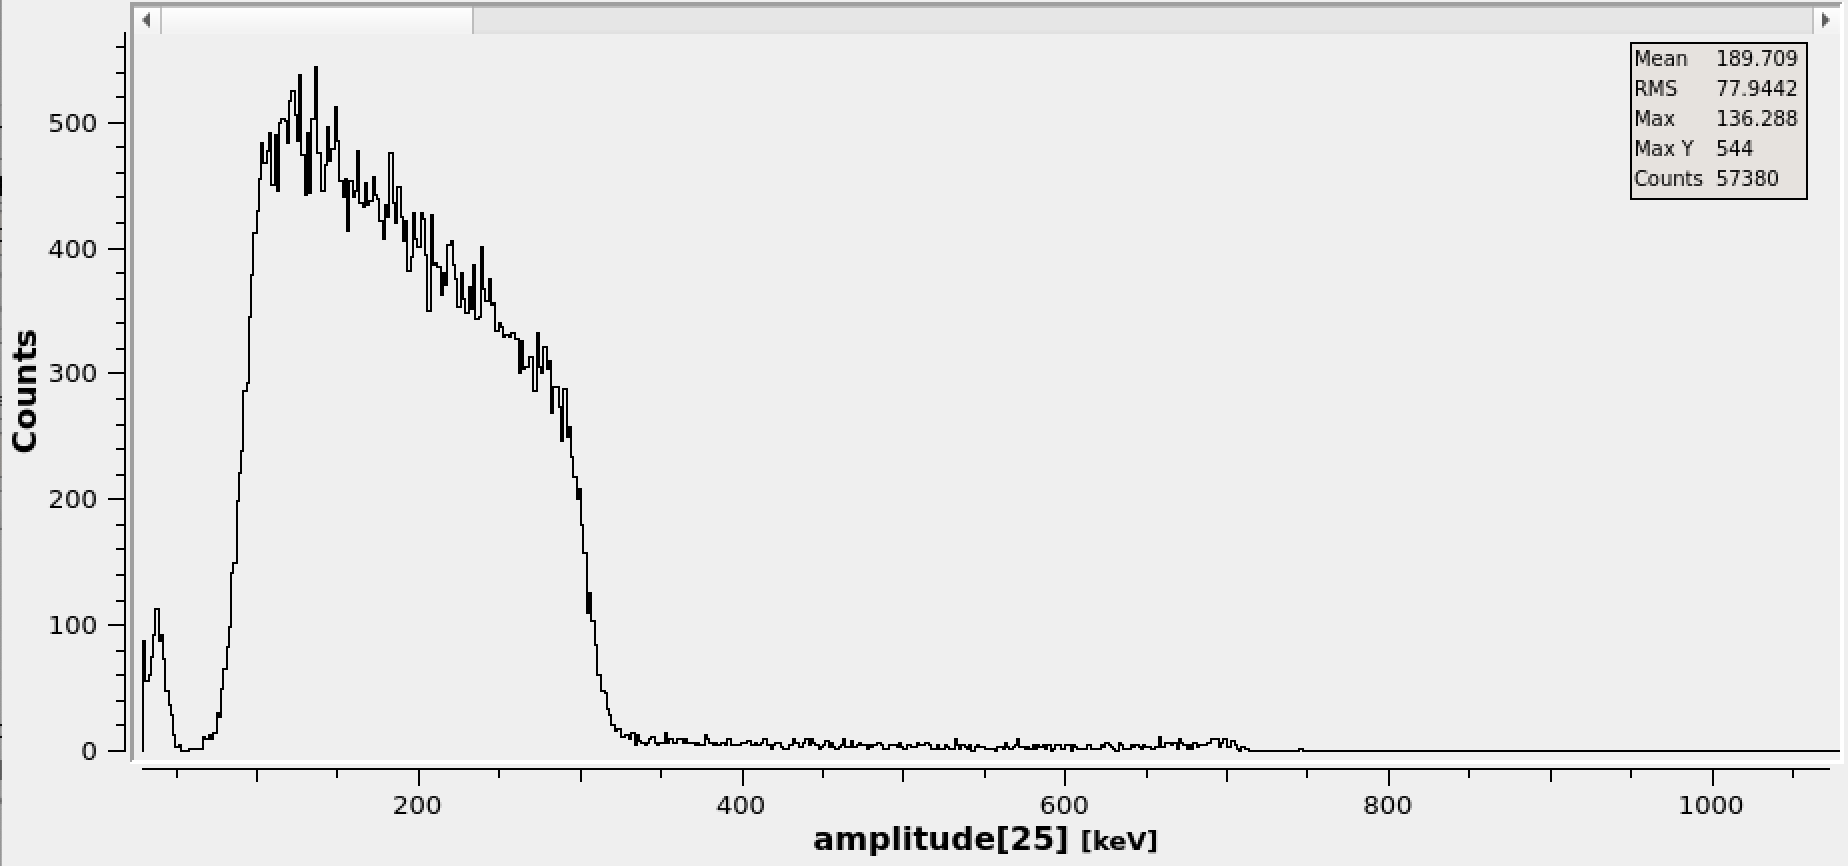 Mean 189.709
RMS 77.9442
Max 136.288
Max Y 544
Counts 57380
500
400
300
200
100
0
Counts
200 400 600 800 1000
amplitude[25] [keV]